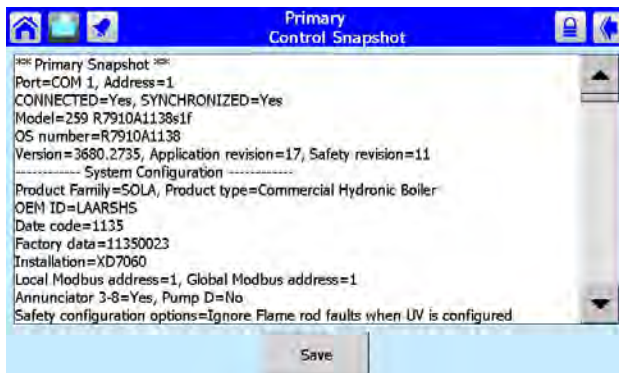 Primary
Control Snapshot
*** Primary Snapshot ***
Port=COM 1, Address=1
CONNECTED=Yes, SYNCHRONIZED=Yes
Model=259 R7910A1138s1f
OS number=R7910A1138
Version=3680.2735, Application revision=17, Safety revision=11
------------- System Configuration -------------
Product Family=SOLA, Product type=Commercial Hydronic Boiler
OEM ID=LAARSHS
Date code=1135
Factory data=11350023
Installation=XD7060
Local Modbus address=1, Global Modbus address=1
Annunciator 3-8=Yes, Pump D=No
Safety configuration options=Ignore Flame rod faults when UV is configured
Save